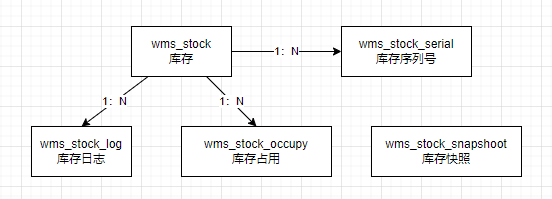 wms_stock
库存
1: N
wms_stock_serial
库存序列号
1: N
1: N
wms_stock_log
库存日志
wms_stock_occupy
库存占用
wms_stock_snapshoot
库存快照